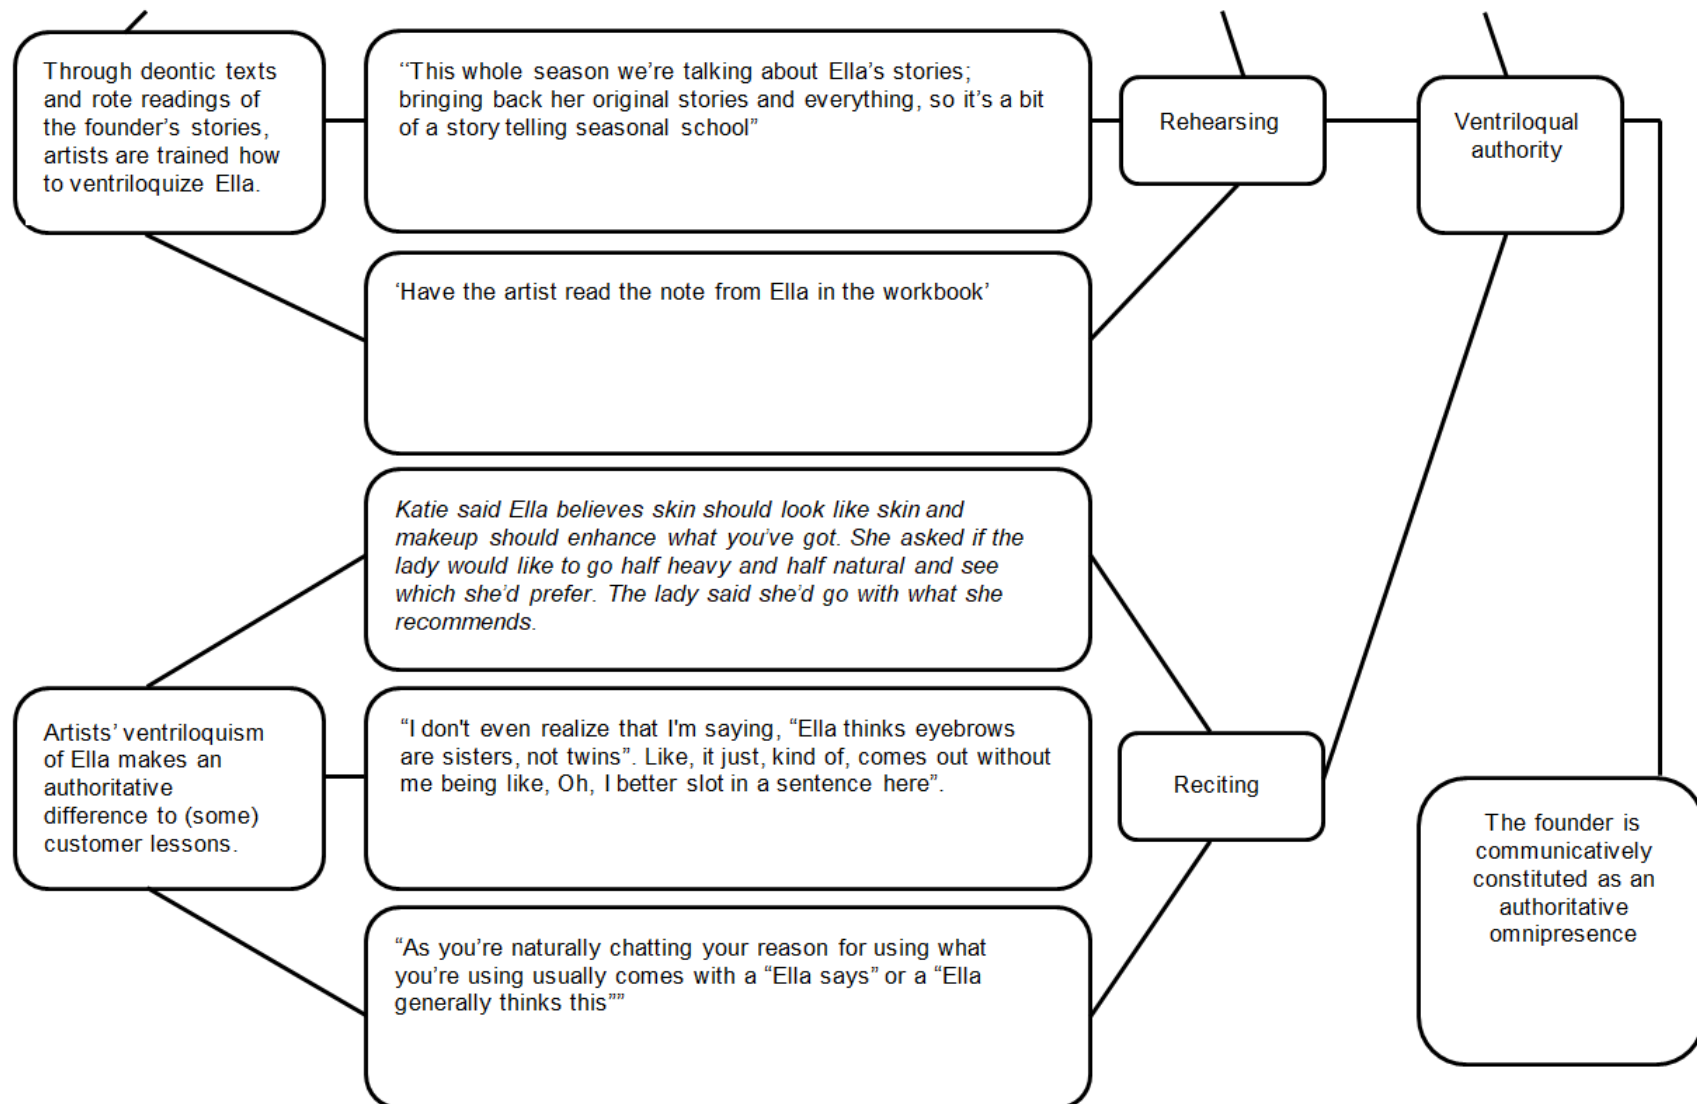 Through deontic texts
and rote readings of
the founder’s stories,
artists are trained how
to ventriloquize Ella.
‘‘This whole season we’re talking about Ella’s stories;
bringing back her original stories and everything, so it’s a bit
of a story telling seasonal school”
Rehearsing
Ventriloqual
authority
‘Have the artist read the note from Ella in the workbook’
Katie said Ella believes skin should look like skin and
makeup should enhance what you’ve got. She asked if the
lady would like to go half heavy and half natural and see
which she’d prefer. The lady said she’d go with what she
recommends.
Artists’ ventriloquism
of Ella makes an
authoritative
difference to (some)
customer lessons.
“I don't even realize that I'm saying, “Ella thinks eyebrows
are sisters, not twins”. Like, it just, kind of, comes out without
me being like, Oh, I better slot in a sentence here”.
Reciting
The founder is
communicatively
constituted as an
authoritative
omnipresence
“As you’re naturally chatting your reason for using what
you’re using usually comes with a “Ella says” or a “Ella
generally thinks this””